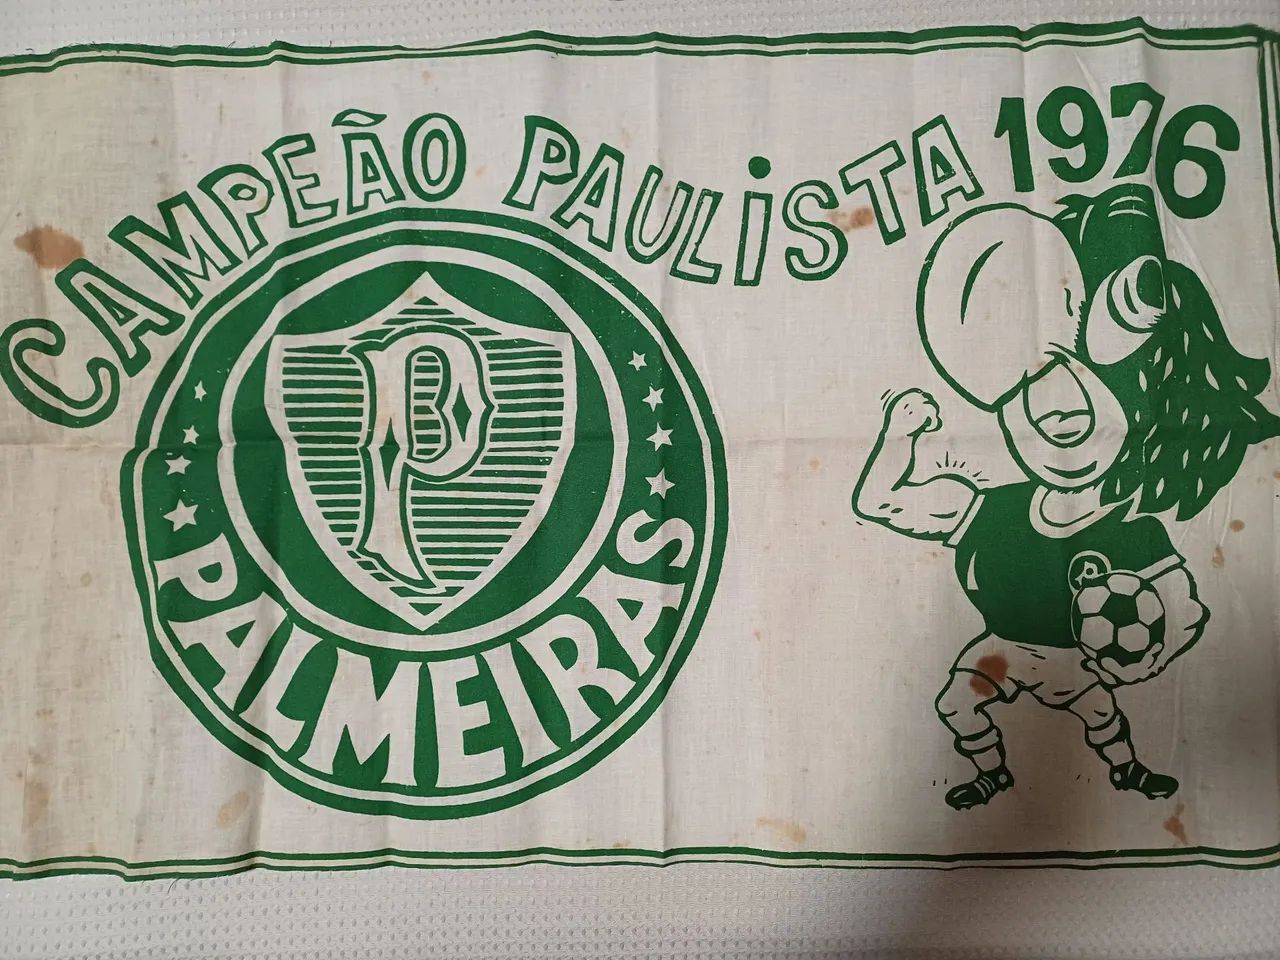 CAMPEÃO PAULiSTA 1976
P
PALMEIRAS
P